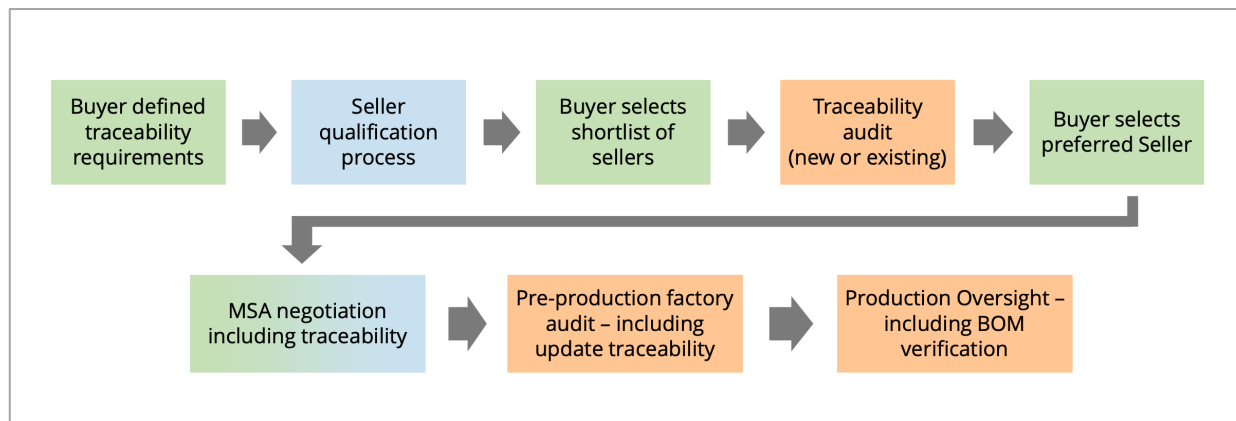 Buyer defined
traceability
requirements
Seller
qualification
process
Buyer selects
shortlist of
sellers
Traceability
audit
(new or existing)
Buyer selects
preferred Seller
MSA negotiation
including traceability
Pre-production factory
audit – including
update traceability
Production Oversight –
including BOM
verification